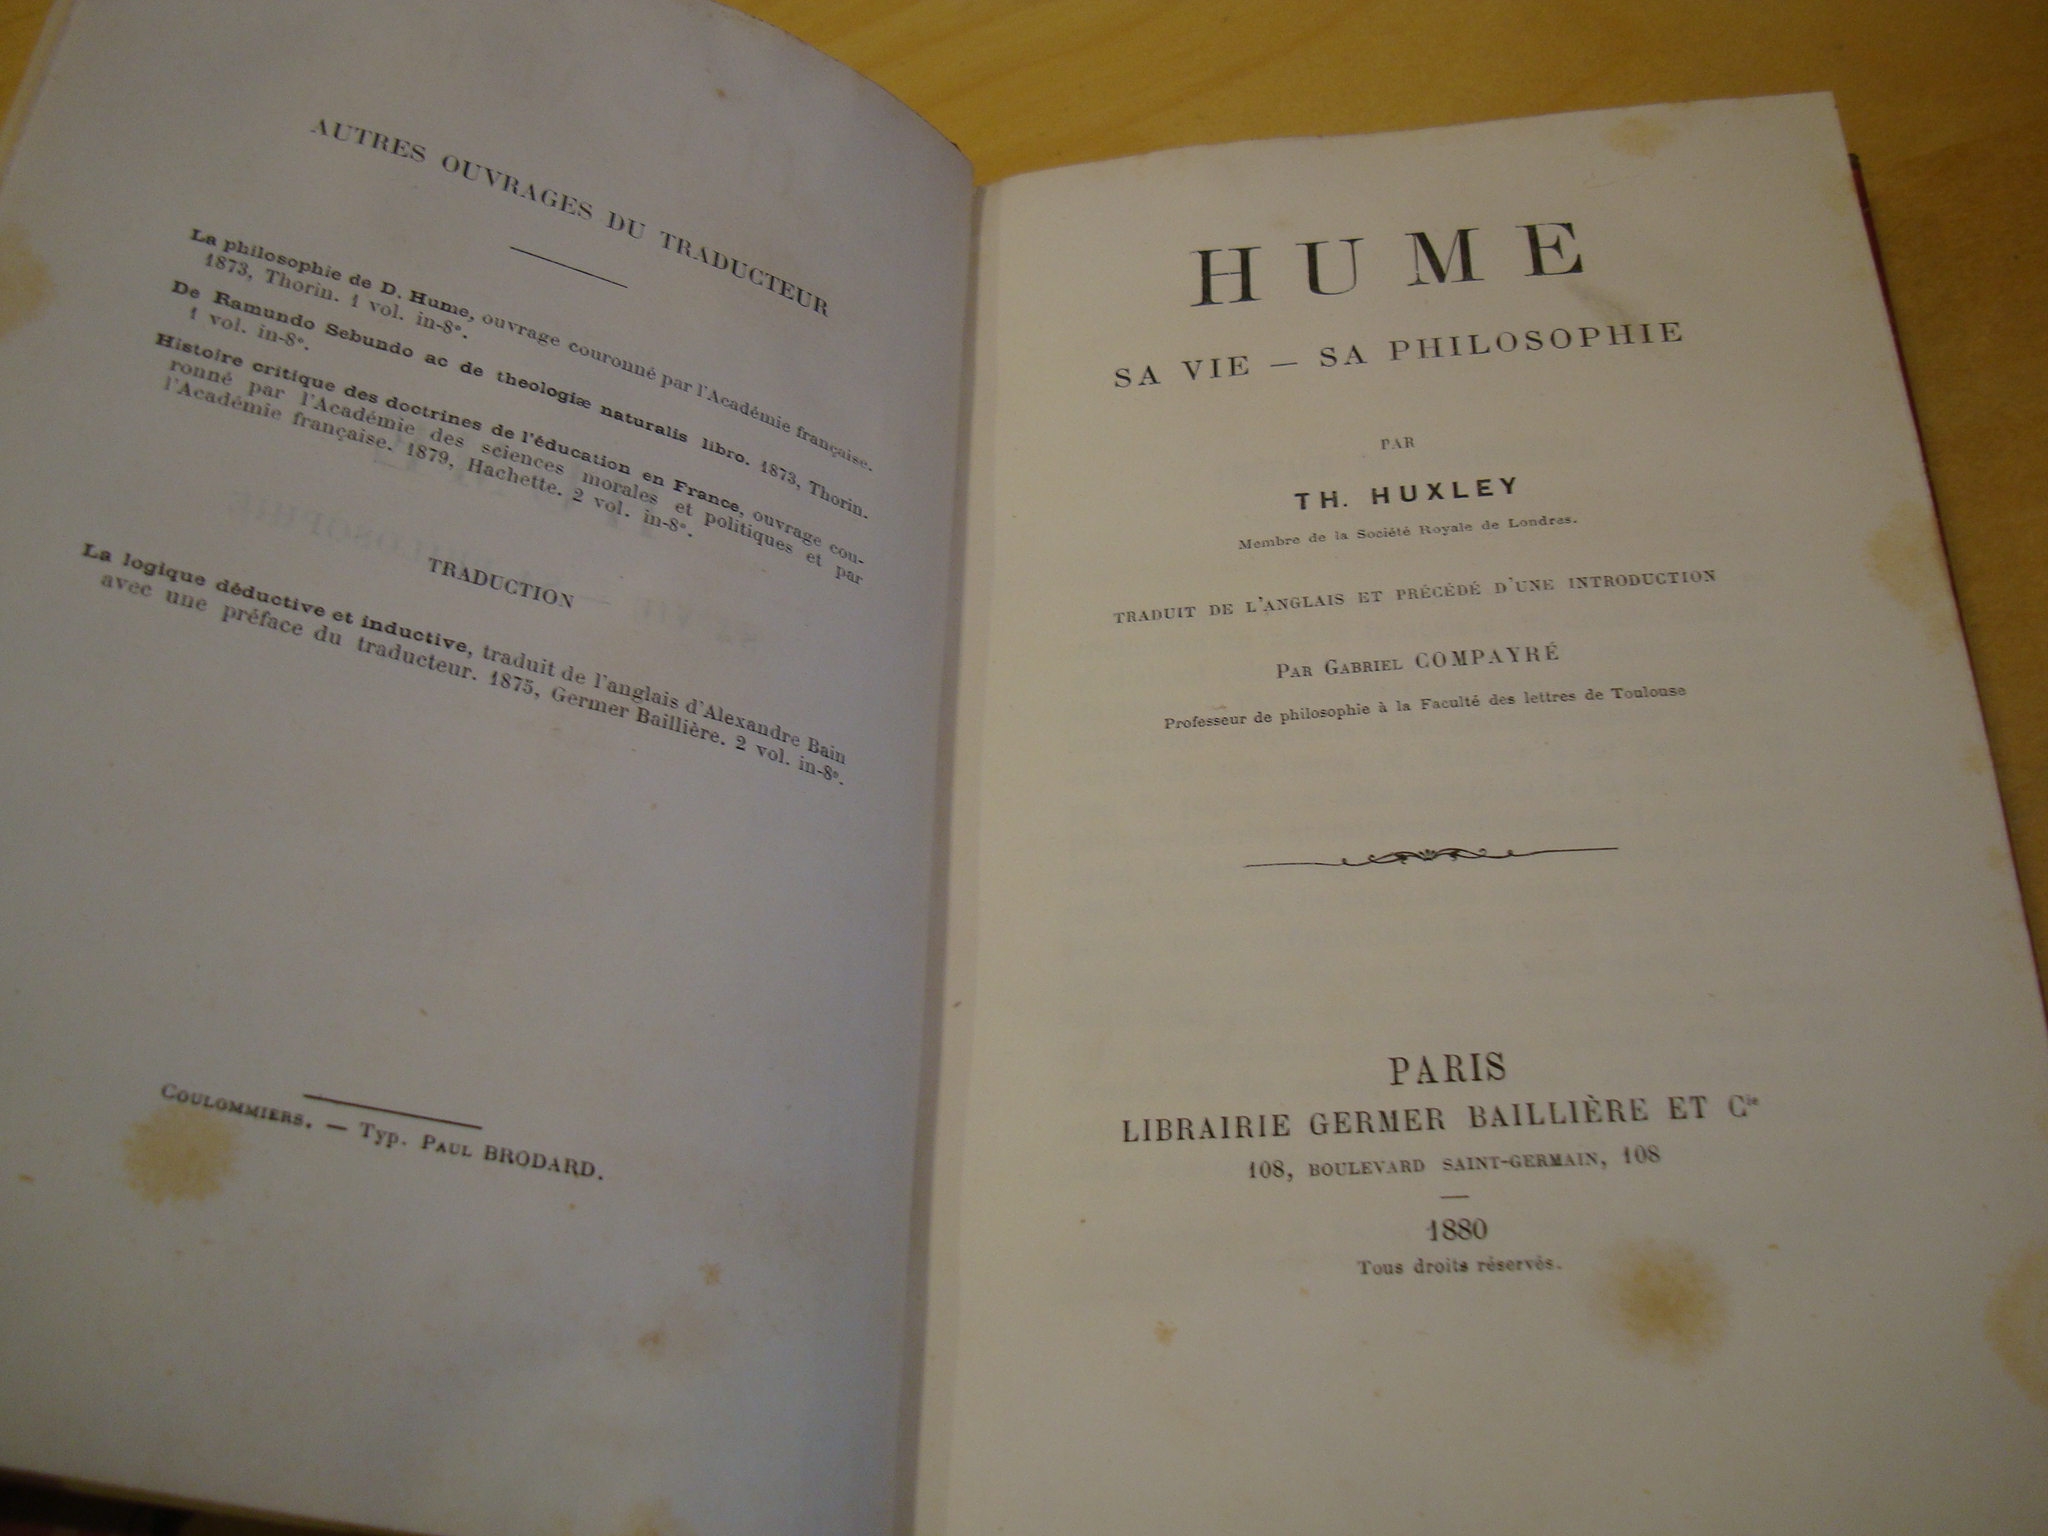 AUTRES OUVRAGES DU TRADUCTEUR
La philosophie de D. Hume, ouvrage couronné par l'Académie française.
1873, Thorin. 1 vol. in-8°.
De Ramundo Sebundo ac de theologiæ naturalis libro. 1873, Thorin.
1 vol. in-8°.
Histoire critique des doctrines de l'éducation en France, ouvrage cou-
ronné par l'Académie des sciences morales et politiques et par
l'Académie française. 1879, Hachette. 2 vol. in-8°.
TRADUCTION
La logique déductive et inductive, traduit de l'anglais d'Alexandre Bain
avec une préface du traducteur. 1875, Germer Baillière. 2 vol. in-8°.
COULOMMIERS. — Typ. PAUL BRODARD.
HUME
SA VIE — SA PHILOSOPHIE
PAR
TH. HUXLEY
Membre de la Société Royale de Londres.
TRADUIT DE L'ANGLAIS ET PRÉCÉDÉ D'UNE INTRODUCTION
PAR GABRIEL COMPAYRÉ
Professeur de philosophie à la Faculté des lettres de Toulouse
PARIS
LIBRAIRIE GERMER BAILLIÈRE ET Cie
108, BOULEVARD SAINT-GERMAIN, 108
1880
Tous droits réservés.